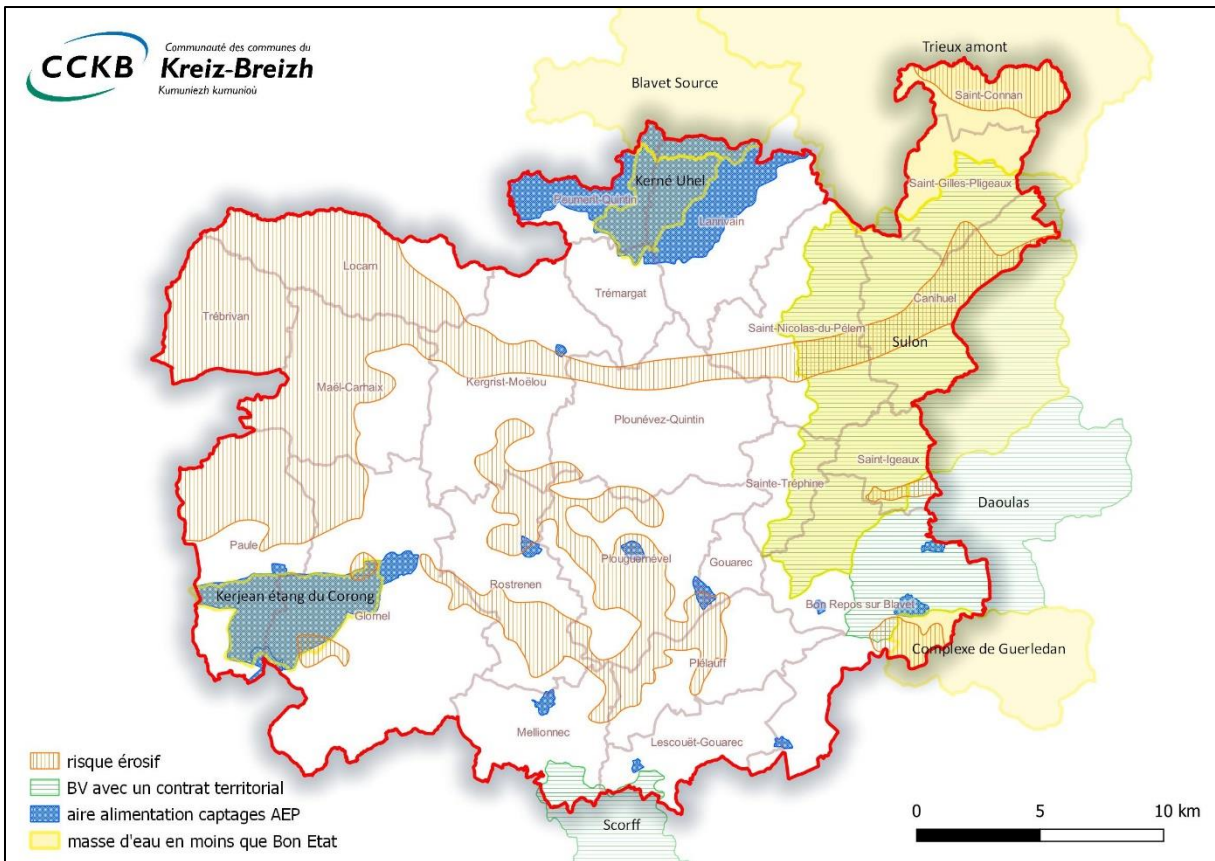 CCKB
Communauté des communes du
Kreiz-Breizh
Kumuniezh kumunioù
Trieux amont
Blavet Source
Saint-Connan
Saint-Gilles-Pligeaux
Kerné Uhel
Peumerit-Quintin
Lanrivain
Locarn
Trémargat
Trébrivan
Canihuel
Saint-Nicolas-du-Pélem
Sulon
Maël-Carhaix
Kergrist-Moëlou
Plounévez-Quintin
Saint-Igeaux
Sainte-Tréphine
Daoulas
Paule
Plouguernével
Gouarec
Rostrenen
Kerjean étang du Corong
Bon Repos sur Blavet
Glomel
Complexe de Guerledan
Plélauff
Mellionnec
Lescouët-Gouarec
Scorff
risque érosif
BV avec un contrat territorial
aire alimentation captages AEP
masse d'eau en moins que Bon Etat
0 5 10 km